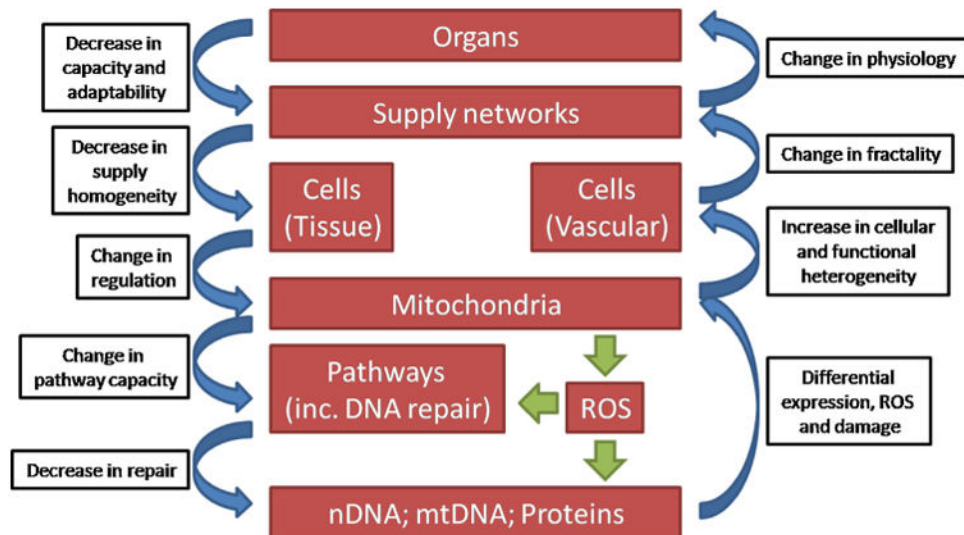 Organs
Decrease in
capacity and
adaptability
Change in physiology
Supply networks
Decrease in
supply
homogeneity
Change in fractality
Cells
(Tissue)
Cells
(Vascular)
Change in
regulation
Increase in cellular
and functional
heterogeneity
Mitochondria
Change in
pathway capacity
Pathways
(inc. DNA repair)
ROS
Differential
expression, ROS
and damage
Decrease in repair
nDNA; mtDNA; Proteins